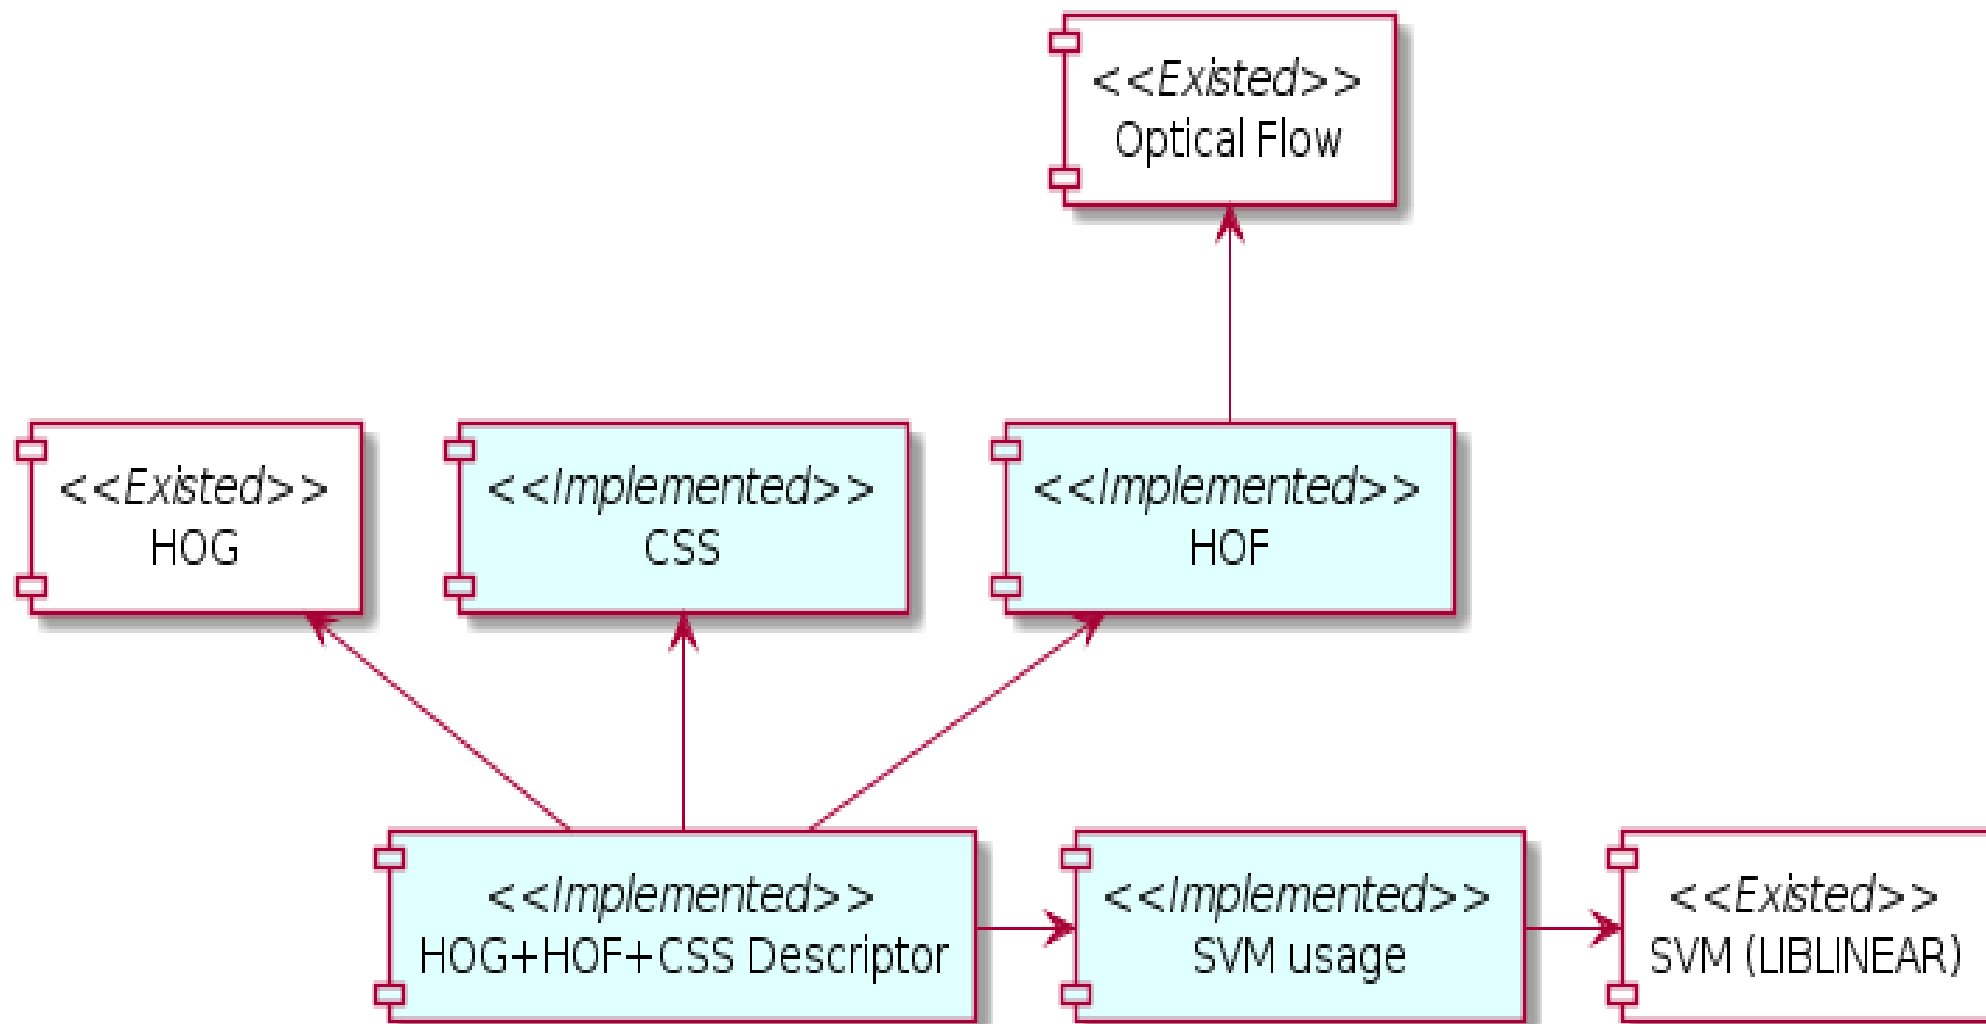 <<Existed>>
Optical Flow
<<Existed>>
HOG
<<Implemented>>
CSS
<<Implemented>>
HOF
<<Implemented>>
HOG+HOF+CSS Descriptor
<<Implemented>>
SVM usage
<<Existed>>
SVM (LIBLINEAR)